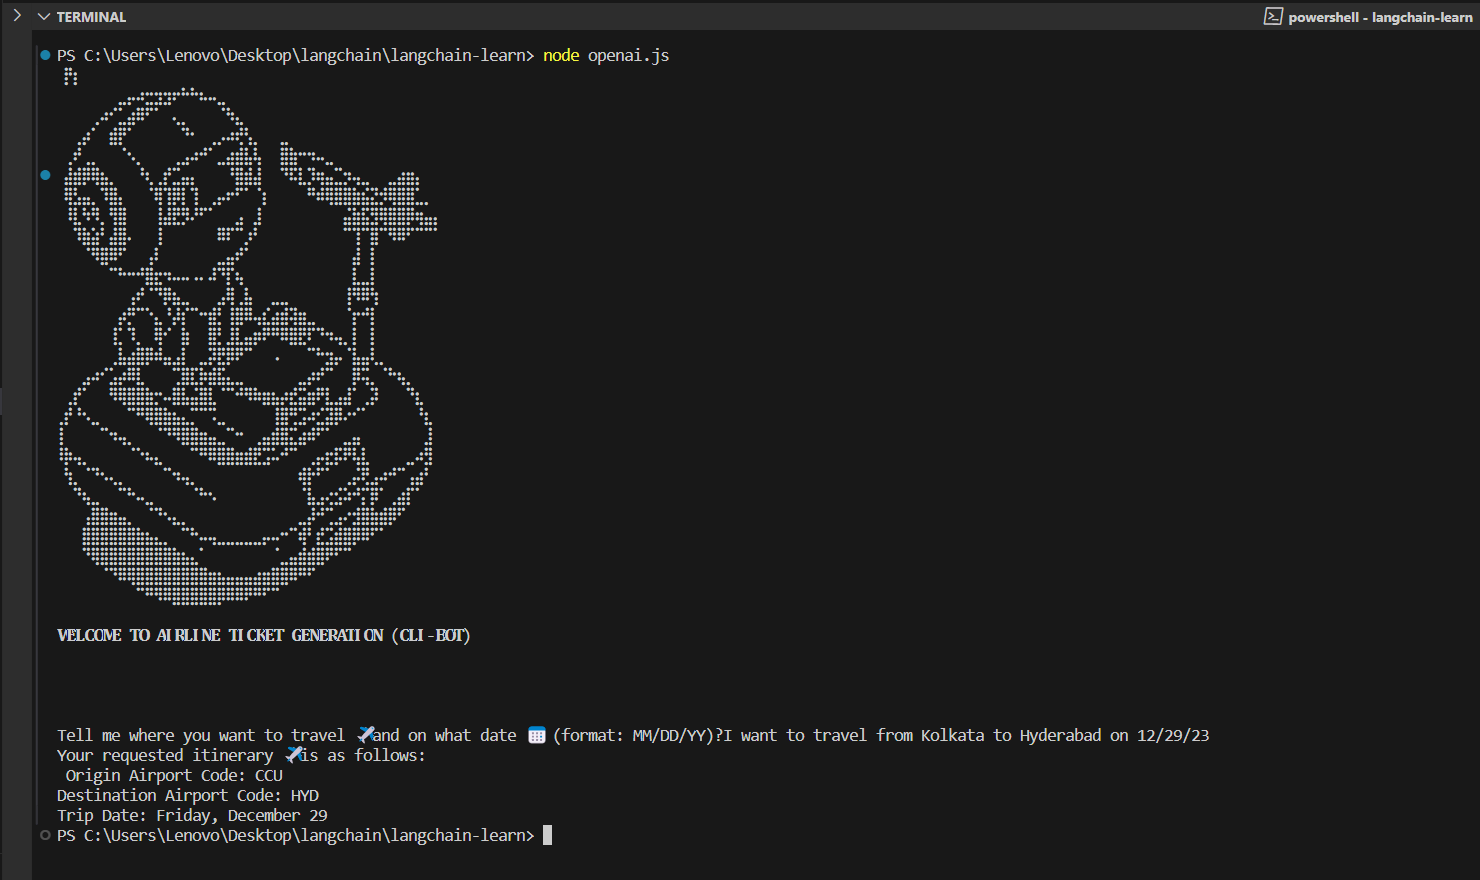 TERMINAL
powershell - langchain-learn
PS C:\Users\Lenovo\Desktop\langchain\langchain-learn> node openai.js
WELCOME TO AIRLINE TICKET GENERATION (CLI-BOT)
Tell me where you want to travel ✈️and on what date 📅 (format: MM/DD/YY)?I want to travel from Kolkata to Hyderabad on 12/29/23
Your requested itinerary ✈️is as follows:
Origin Airport Code: CCU
Destination Airport Code: HYD
Trip Date: Friday, December 29
PS C:\Users\Lenovo\Desktop\langchain\langchain-learn>